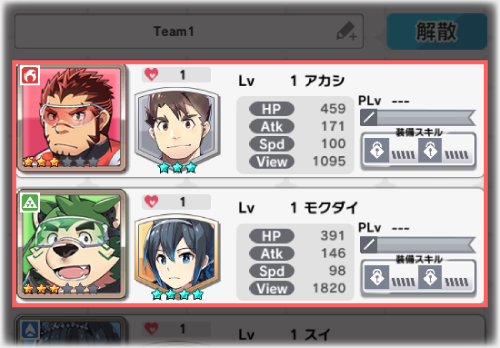 Team1
解散
1
Lv 1 アカシ
HP 459
Atk 171
Spd 100
View 1095
PLv ---
装備スキル
1
Lv 1 モクダイ
HP 391
Atk 146
Spd 98
View 1820
PLv ---
装備スキル
1
Lv 1 スイ